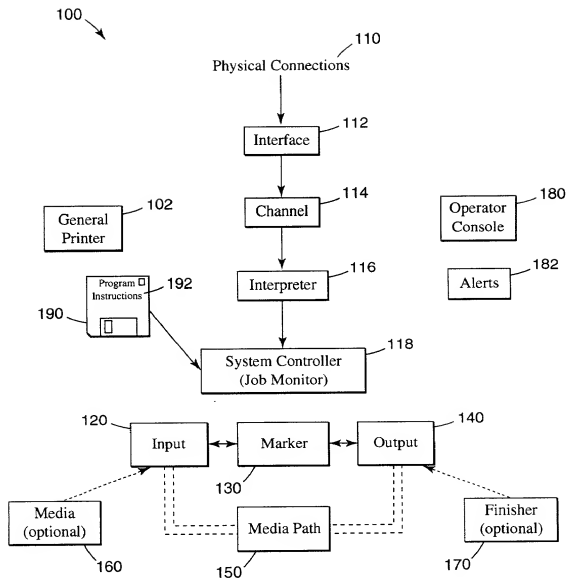 100
110
Physical Connections
112
Interface
114
Channel
102
General
Printer
180
Operator
Console
116
Interpreter
182
Alerts
Program
Instructions
192
190
118
System Controller
(Job Monitor)
120
Input
Marker
130
140
Output
Media
(optional)
160
Media Path
150
Finisher
(optional)
170